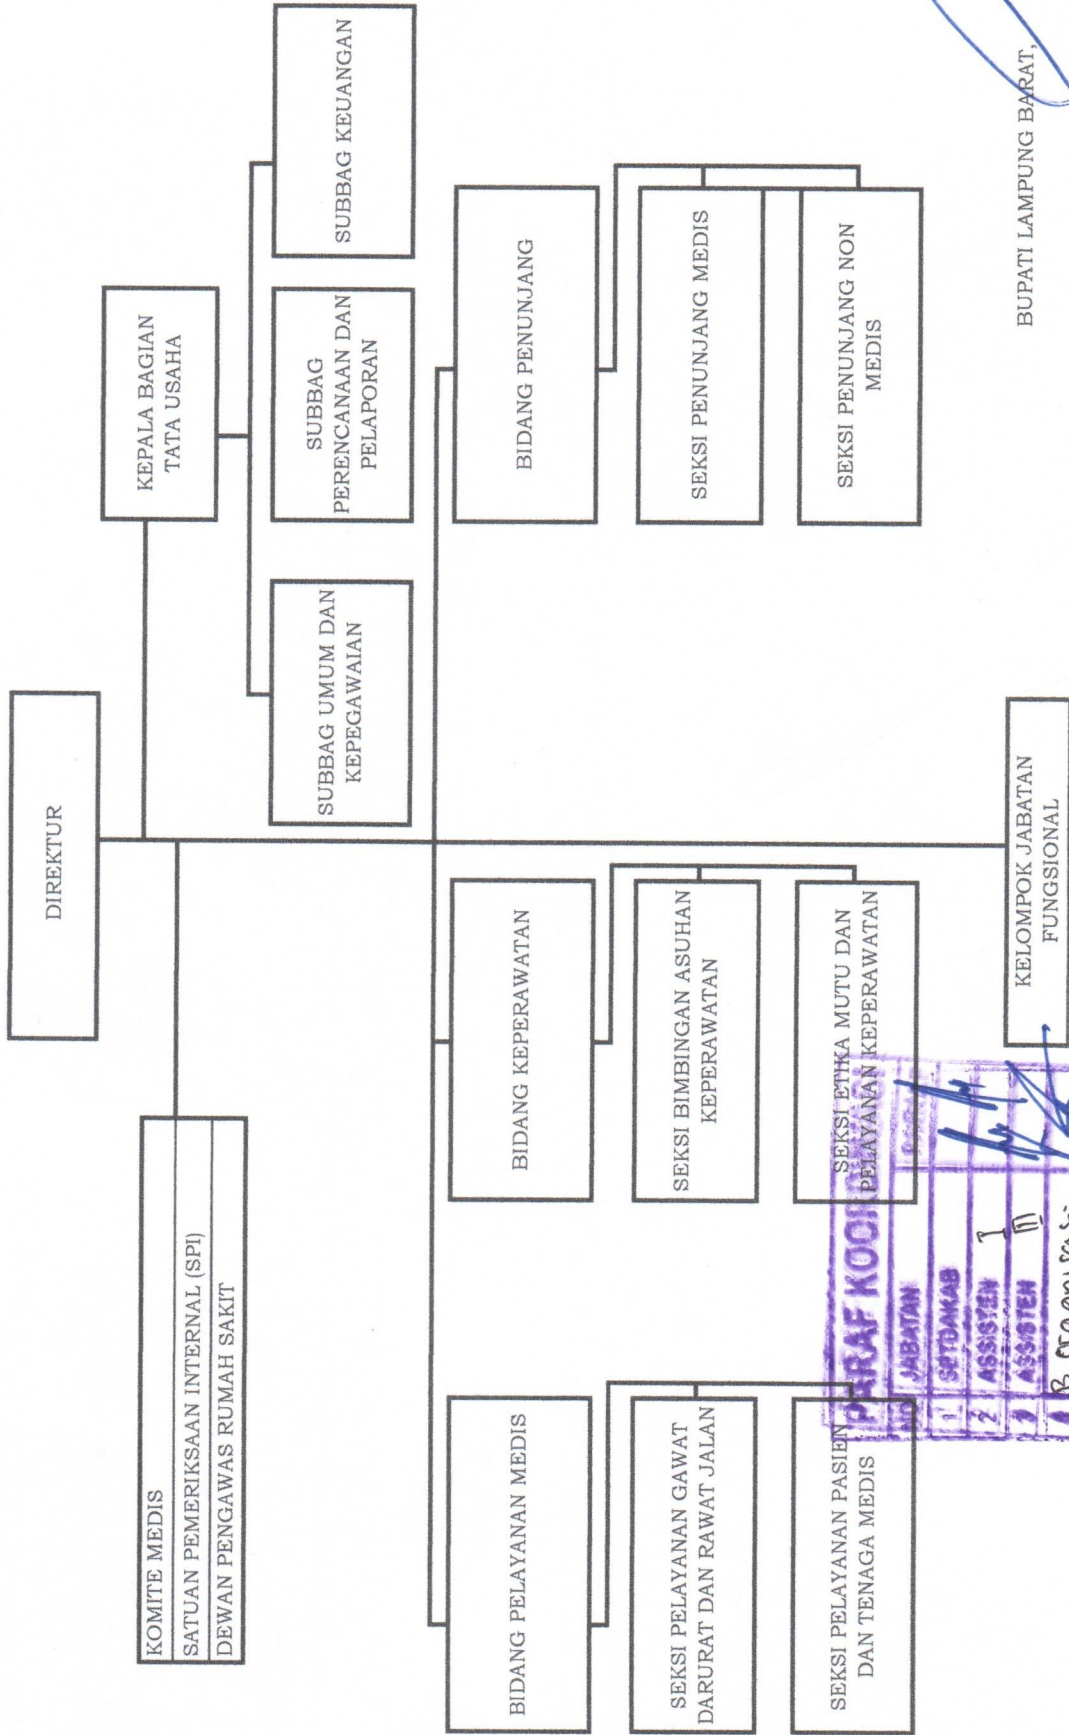 DIREKTUR
KOMITE MEDIS
SATUAN PEMERIKSAAN INTERNAL (SPI)
DEWAN PENGAWAS RUMAH SAKIT
KEPALA BAGIAN
TATA USAHA
SUBBAG UMUM DAN
KEPEGAWAIAN
SUBBAG
PERENCANAAN DAN
PELAPORAN
SUBBAG KEUANGAN
BIDANG PELAYANAN MEDIS
SEKSI PELAYANAN GAWAT
DARURAT DAN RAWAT JALAN
SEKSI PELAYANAN PASIEN
DAN TENAGA MEDIS
BIDANG KEPERAWATAN
SEKSI BIMBINGAN ASUHAN
KEPERAWATAN
SEKSI ETIKA MUTU DAN
PELAYANAN KEPERAWATAN
BIDANG PENUNJANG
SEKSI PENUNJANG MEDIS
SEKSI PENUNJANG NON
MEDIS
KELOMPOK JABATAN
FUNGSIONAL
PARAF
NO JABATAN
1 SETDAKAB
2 ASSISTEN I
3 ASSISTEN III
BUPATI LAMPUNG BARAT,